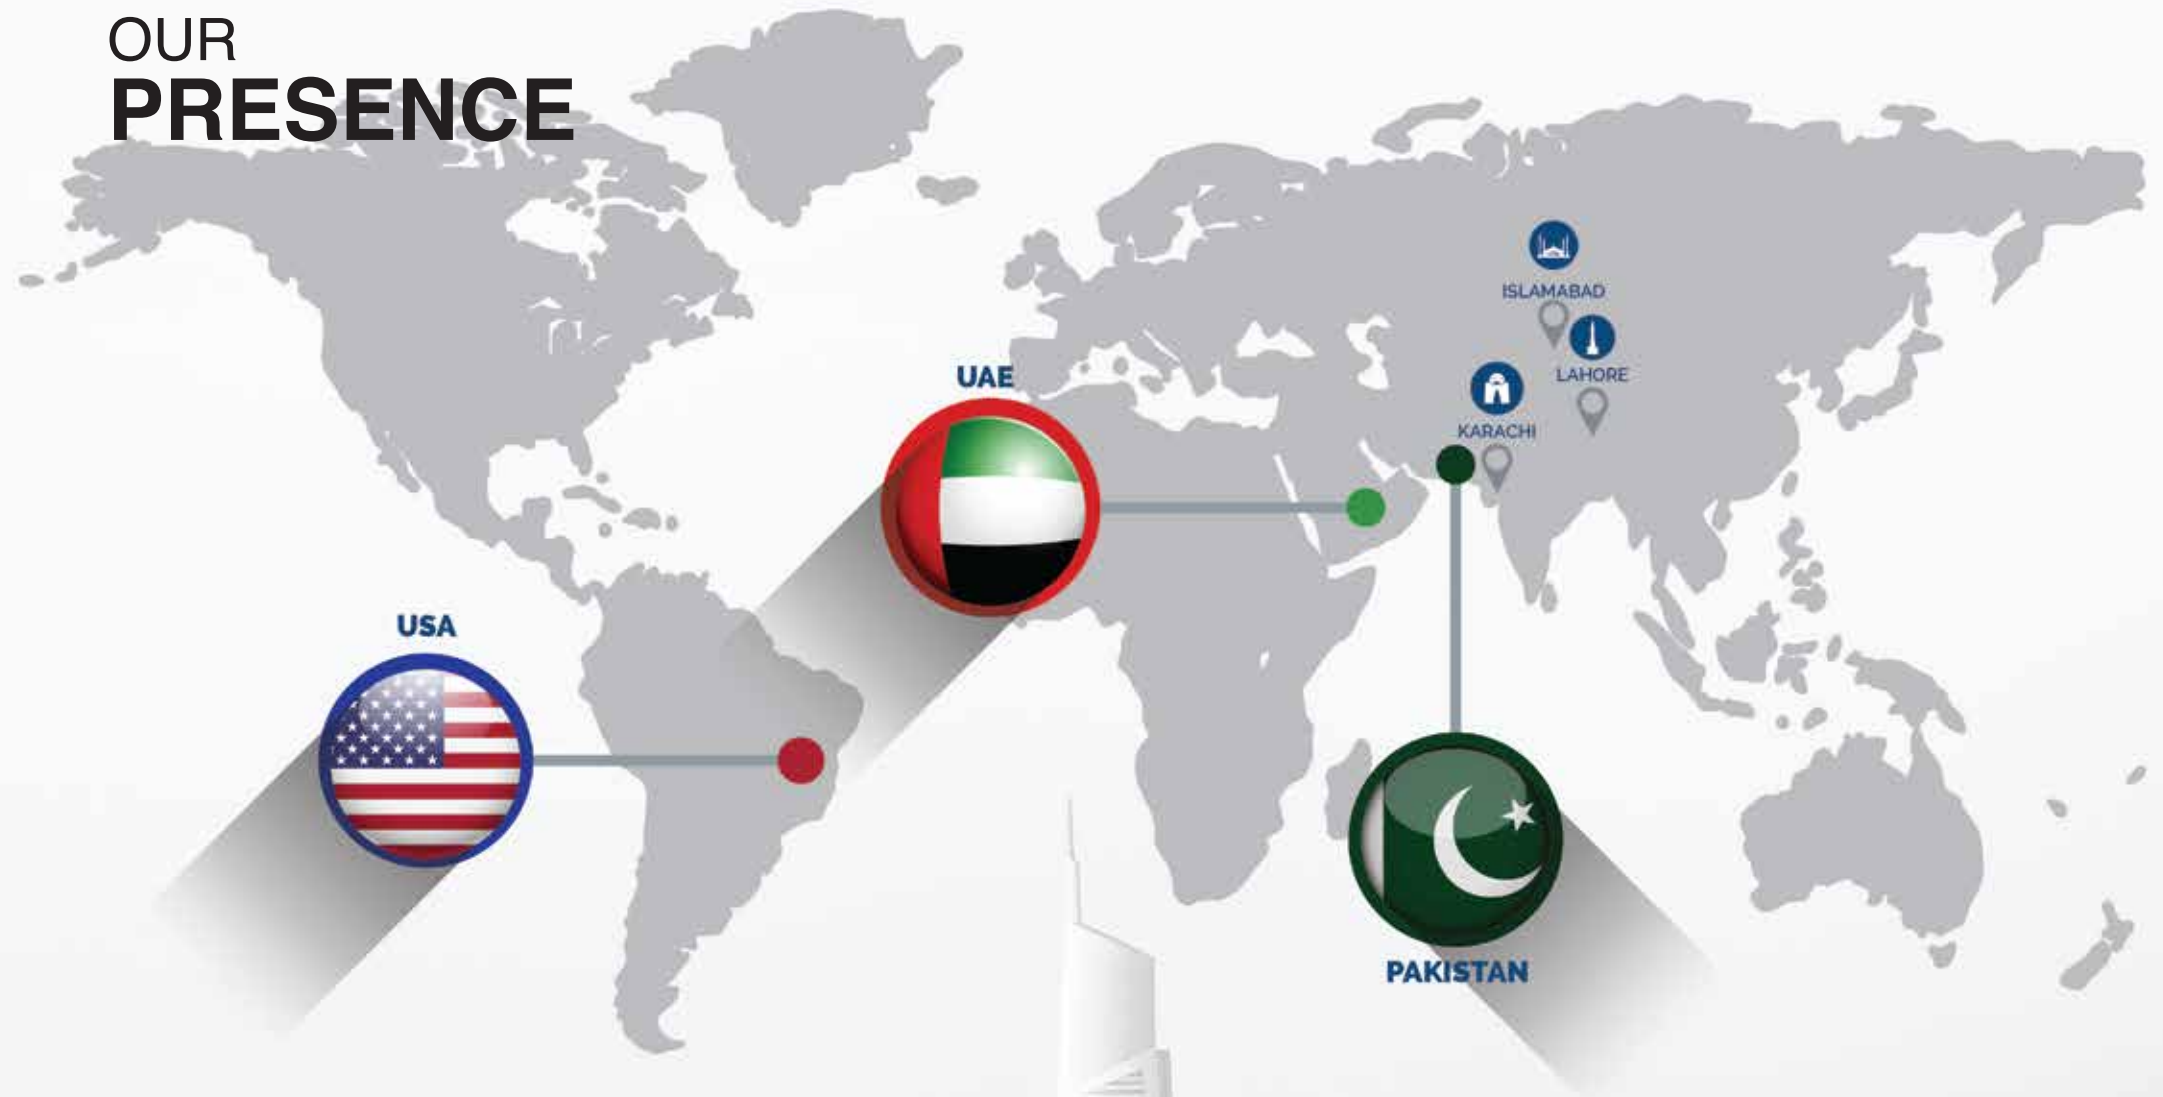 OUR
PRESENCE
ISLAMABAD
LAHORE
UAE
KARACHI
USA
PAKISTAN